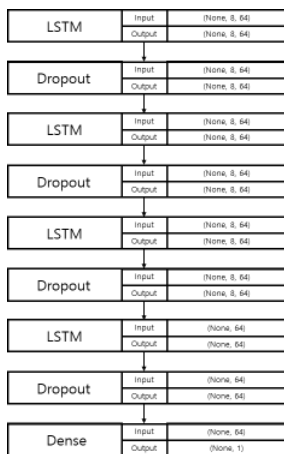 LSTM Input (None, 8, 64)
Output (None, 8, 64)
Dropout Input (None, 8, 64)
Output (None, 8, 64)
LSTM Input (None, 8, 64)
Output (None, 8, 64)
Dropout Input (None, 8, 64)
Output (None, 8, 64)
LSTM Input (None, 8, 64)
Output (None, 8, 64)
Dropout Input (None, 8, 64)
Output (None, 8, 64)
LSTM Input (None, 64)
Output (None, 64)
Dropout Input (None, 64)
Output (None, 64)
Dense Input (None, 64)
Output (None, 1)